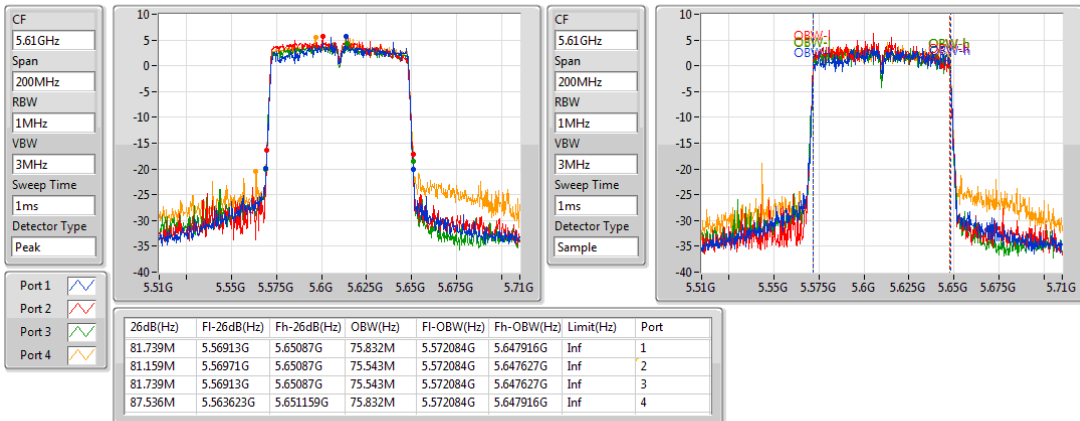 CF
5.61GHz
Span
200MHz
RBW
1MHz
VBW
3MHz
Sweep Time
1ms
Detector Type
Peak
10
5
0
-5
-10
-15
-20
-25
-30
-35
-40
5.51G 5.55G 5.575G 5.6G 5.625G 5.65G 5.675G 5.71G
CF
5.61GHz
Span
200MHz
RBW
1MHz
VBW
3MHz
Sweep Time
1ms
Detector Type
Sample
10
5
0
-5
-10
-15
-20
-25
-30
-35
-40
OBW-l
5.51G 5.55G 5.575G 5.6G 5.625G 5.65G 5.675G 5.71G
Port 1
Port 2
Port 3
Port 4
26dB(Hz) Fl-26dB(Hz) Fh-26dB(Hz) OBW(Hz) Fl-OBW(Hz) Fh-OBW(Hz) Limit(Hz) Port
81.739M 5.56913G 5.65087G 75.832M 5.572084G 5.647916G Inf 1
81.159M 5.56971G 5.65087G 75.543M 5.572084G 5.647627G Inf 2
81.739M 5.56913G 5.65087G 75.543M 5.572084G 5.647627G Inf 3
87.536M 5.563623G 5.651159G 75.832M 5.572084G 5.647916G Inf 4